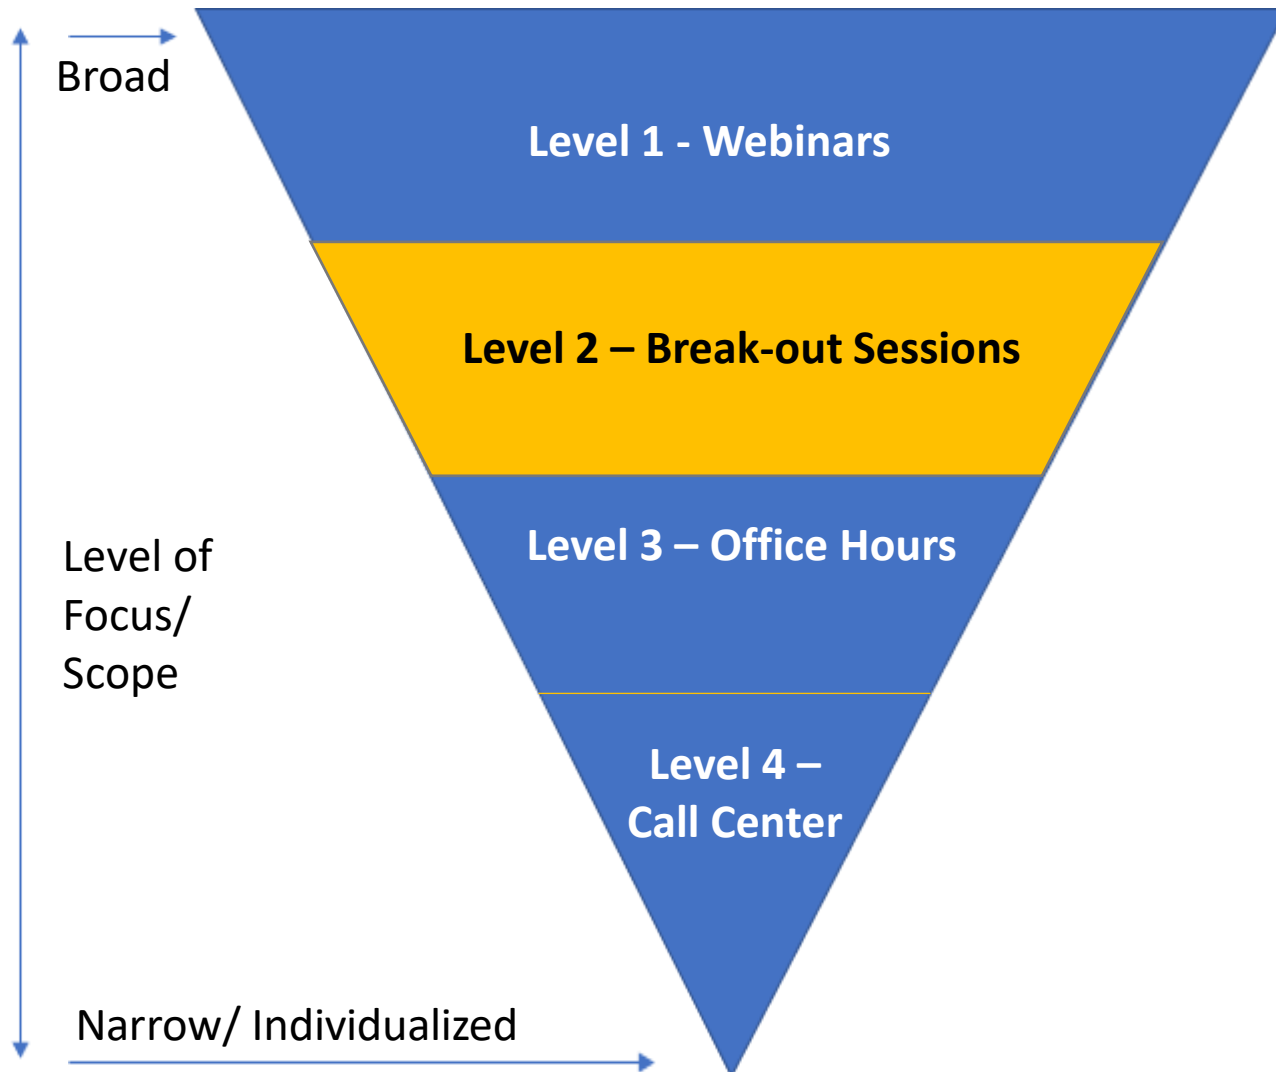 Broad
Level 1 - Webinars
Level 2 – Break-out Sessions
Level 3 – Office Hours
Level of
Focus/
Scope
Level 4 –
Call Center
Narrow/ Individualized